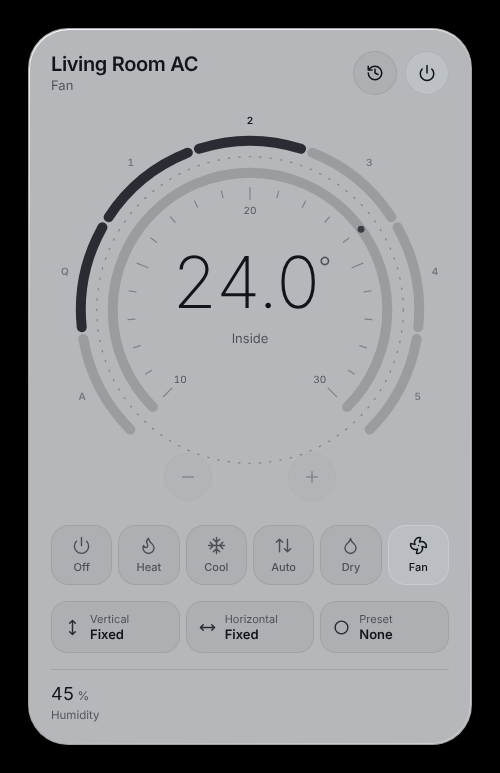 Living Room AC
Fan
2
1
3
20
Q
4
24.0°
Inside
10
30
A
5
Off
Heat
Cool
Auto
Dry
Fan
Vertical
Fixed
Horizontal
Fixed
Preset
None
45 %
Humidity